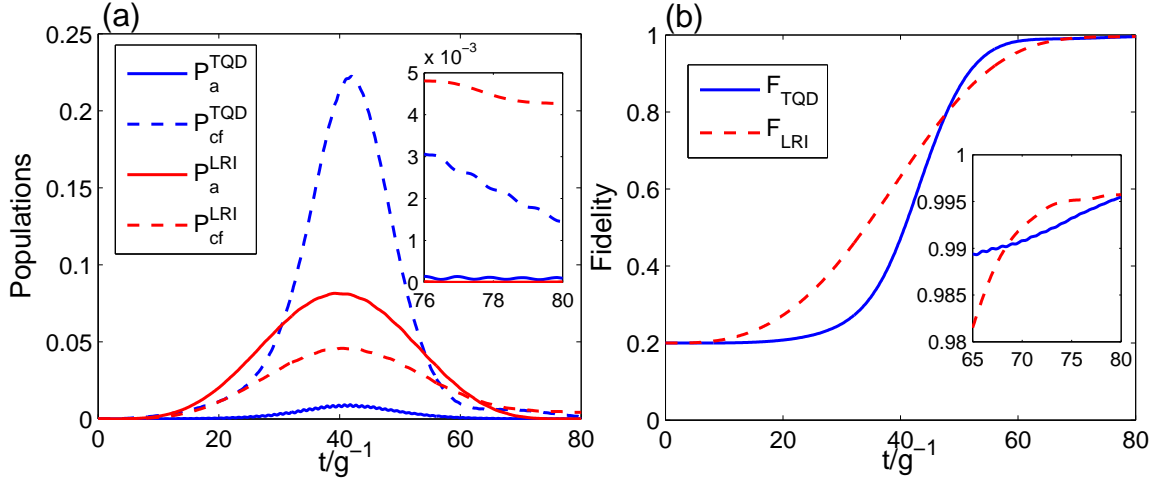 (a)
0.25
0.2
0.15
0.1
0.05
0
Populations
P_a^TQD
P_cf^TQD
P_a^LRI
P_cf^LRI
x 10^−3
5
4
3
2
1
0
76 78 80
0 20 40 60 80
t/g^−1
(b)
1
0.8
0.6
0.4
0.2
0
Fidelity
F_TQD
F_LRI
1
0.995
0.99
0.985
0.98
65 70 75 80
0 20 40 60 80
t/g^−1